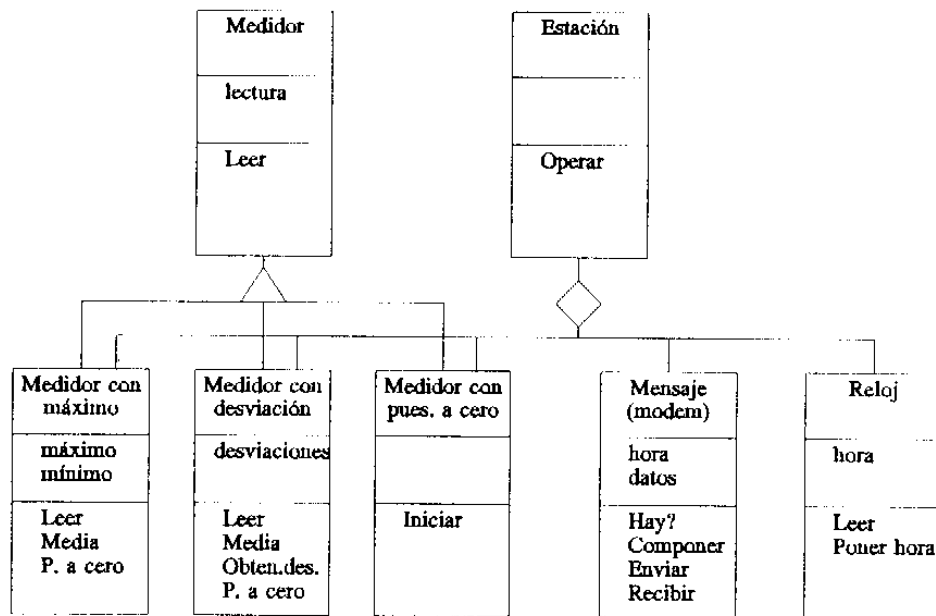 Medidor
lectura
Leer
Estación
Operar
Medidor con
máximo
máximo
mínimo
Leer
Media
P. a cero
Medidor con
desviación
desviaciones
Leer
Media
Obten.des.
P. a cero
Medidor con
pues. a cero
Iniciar
Mensaje
(modem)
hora
datos
Hay?
Componer
Enviar
Recibir
Reloj
hora
Leer
Poner hora